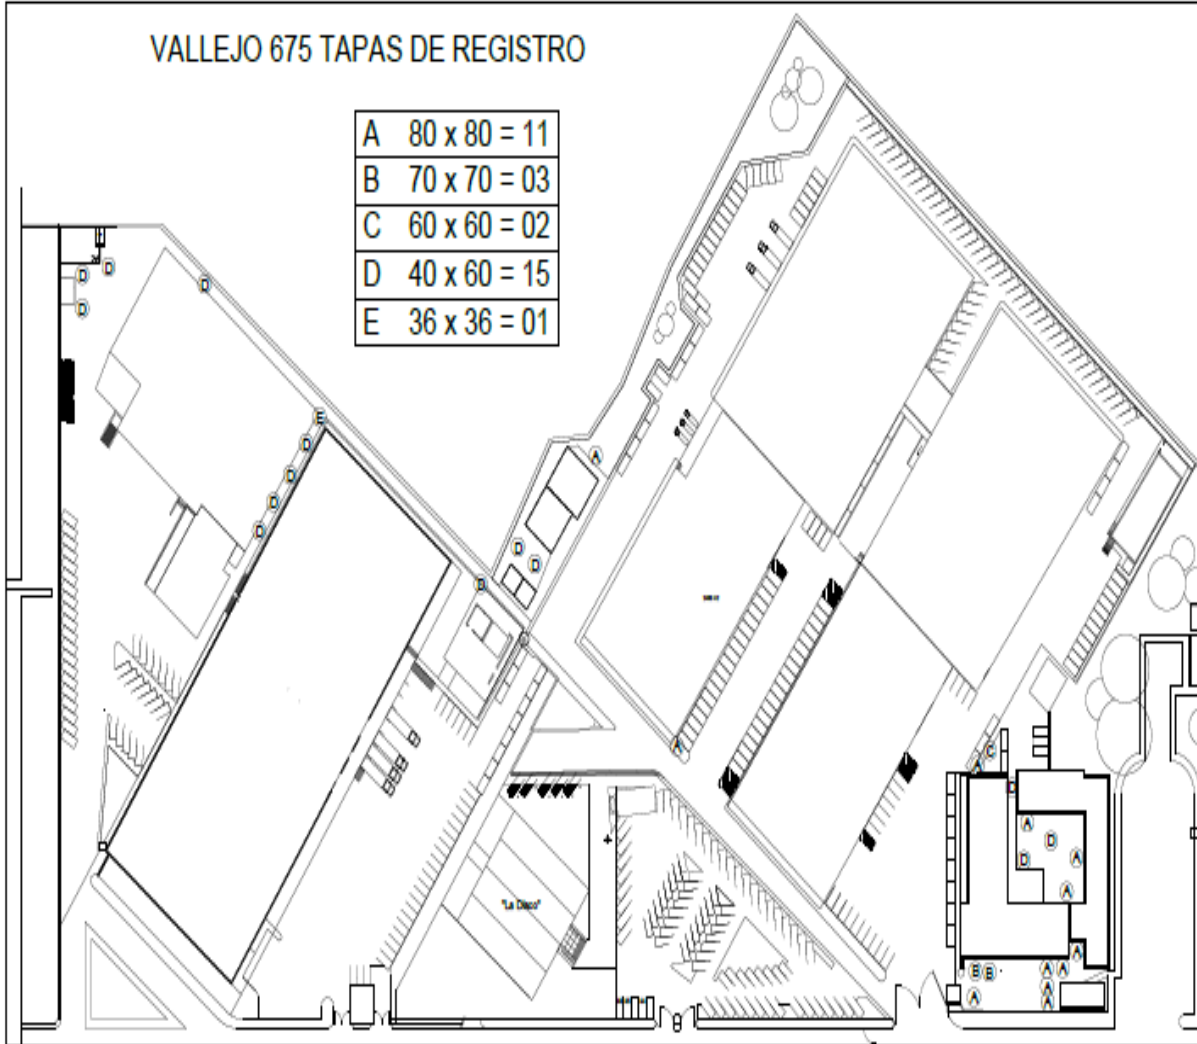 VALLEJO 675 TAPAS DE REGISTRO
A 80 x 80 = 11
B 70 x 70 = 03
C 60 x 60 = 02
D 40 x 60 = 15
E 36 x 36 = 01
D
D
D
D
E
D
D
D
D
A
D
D
D
A
C
A
D
A
D
D
A
A
"La Disco"
A
B
B
A
A
A
A
A